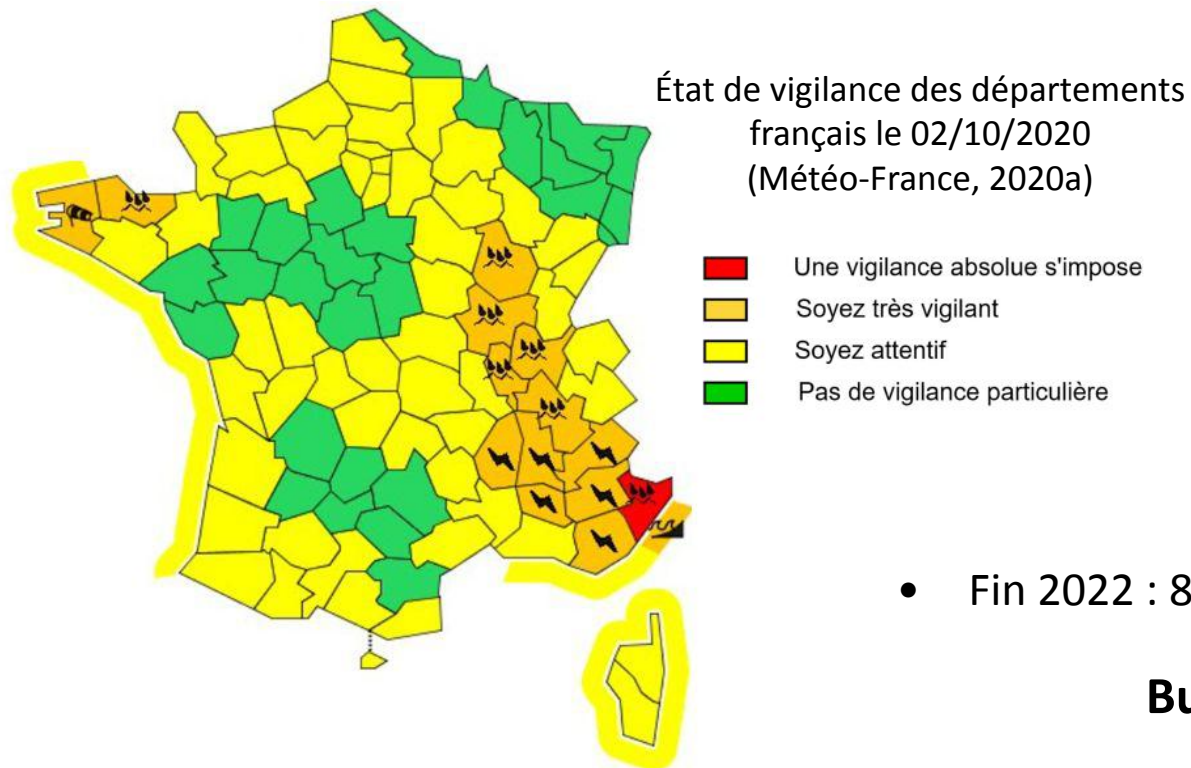 État de vigilance des départements
français le 02/10/2020
(Météo-France, 2020a)
Une vigilance absolue s'impose
Soyez très vigilant
Soyez attentif
Pas de vigilance particulière
• Fin 2022 : 8
Bu